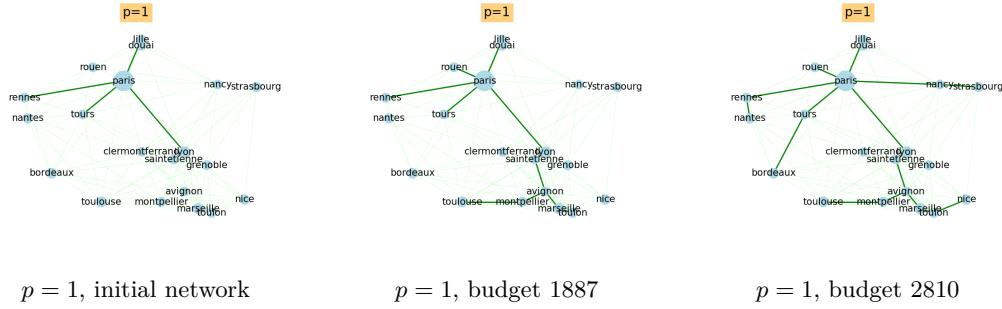 p=1
lille
douai
rouen
paris
nancy
strasbourg
rennes
nantes
tours
clermontferrand
lyon
saintetienne
grenoble
bordeaux
avignon
toulouse
montpellier
nice
marseille
toulon
p = 1, initial network
p=1
lille
douai
rouen
paris
nancy
strasbourg
rennes
nantes
tours
clermontferrand
lyon
saintetienne
grenoble
bordeaux
avignon
toulouse
montpellier
nice
marseille
toulon
p = 1, budget 1887
p=1
lille
douai
rouen
paris
nancy
strasbourg
rennes
nantes
tours
clermontferrand
lyon
saintetienne
grenoble
bordeaux
avignon
toulouse
montpellier
nice
marseille
toulon
p = 1, budget 2810